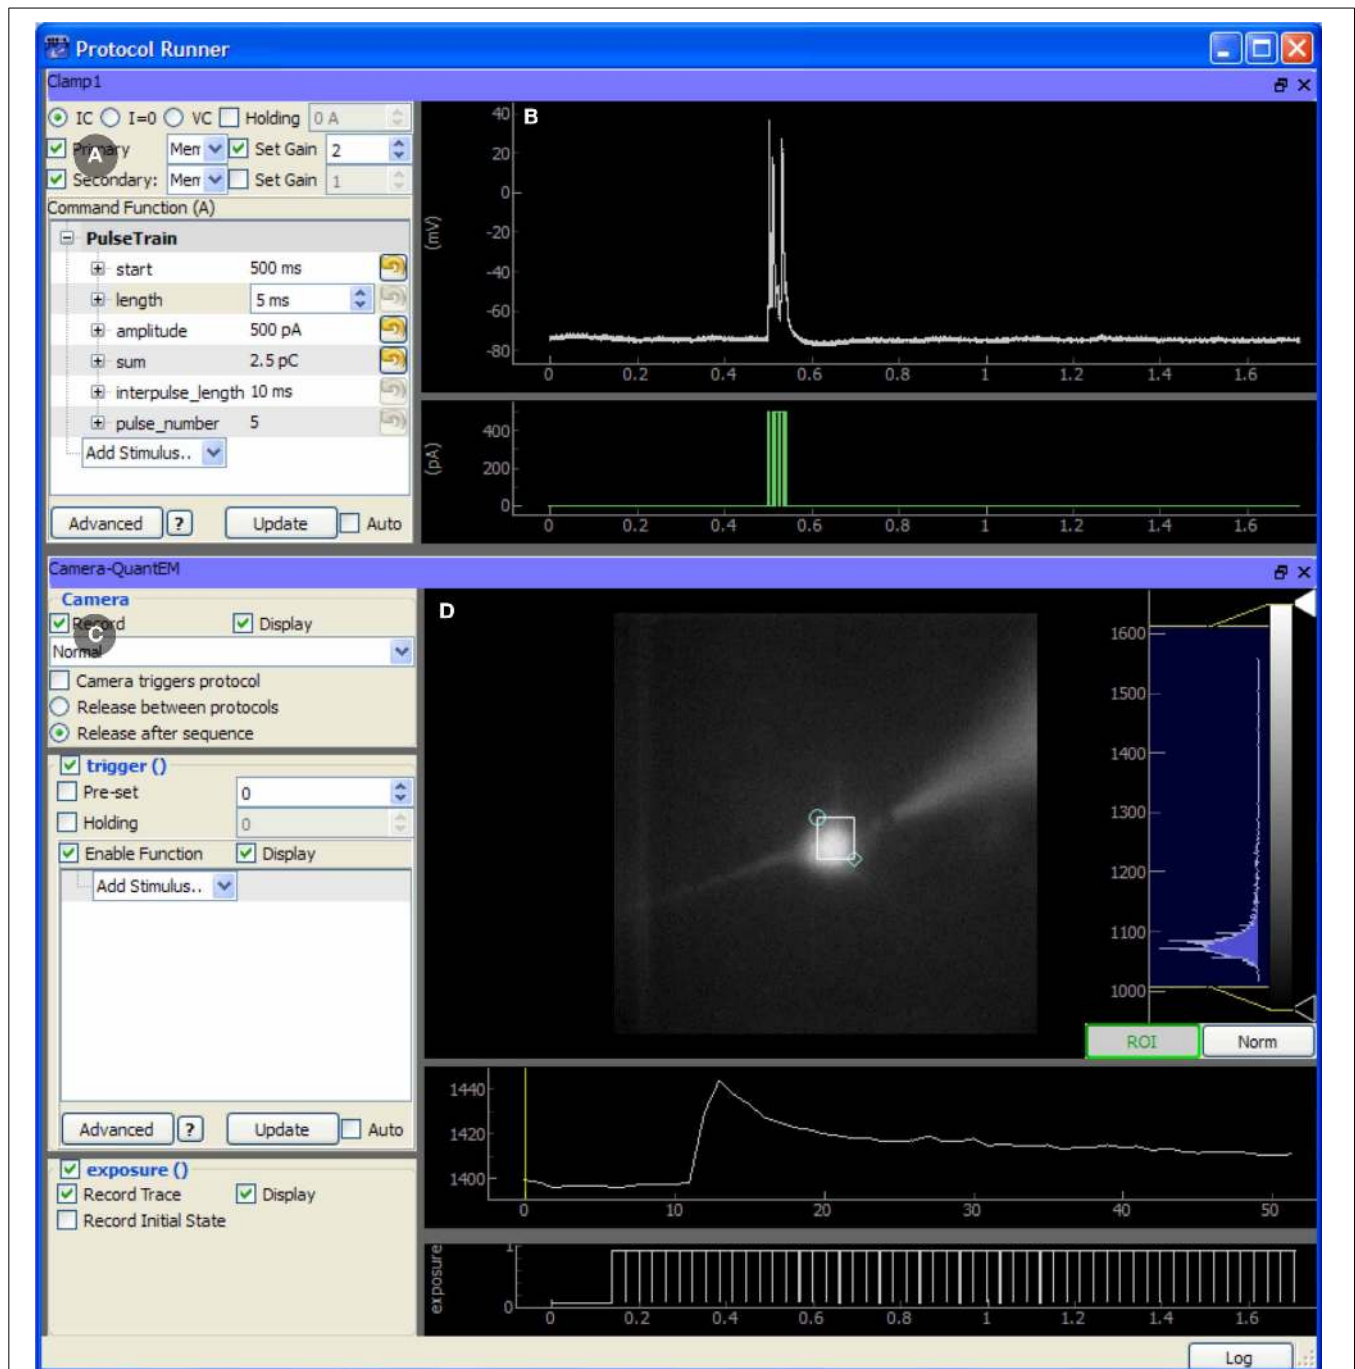 Protocol Runner
Clamp1
IC I=0 VC Holding 0 A
A Primary Men Set Gain 2
Secondary: Men Set Gain 1
Command Function (A)
PulseTrain
start 500 ms
length 5 ms
amplitude 500 pA
sum 2.5 pC
interpulse_length 10 ms
pulse_number 5
Add Stimulus..
Advanced ? Update Auto
B
40
20
0
-20
-40
-60
-80
(mV)
0 0.2 0.4 0.6 0.8 1 1.2 1.4 1.6
400
200
0
(pA)
0 0.2 0.4 0.6 0.8 1 1.2 1.4 1.6
Camera-QuantEM
Camera
C Record Display
Normal
Camera triggers protocol
Release between protocols
Release after sequence
trigger ()
Pre-set 0
Holding 0
Enable Function Display
Add Stimulus..
Advanced ? Update Auto
exposure ()
Record Trace Display
Record Initial State
D
1600
1500
1400
1300
1200
1100
1000
ROI Norm
1440
1420
1400
0 10 20 30 40 50
exposure
1
0
0 0.2 0.4 0.6 0.8 1 1.2 1.4 1.6
Log